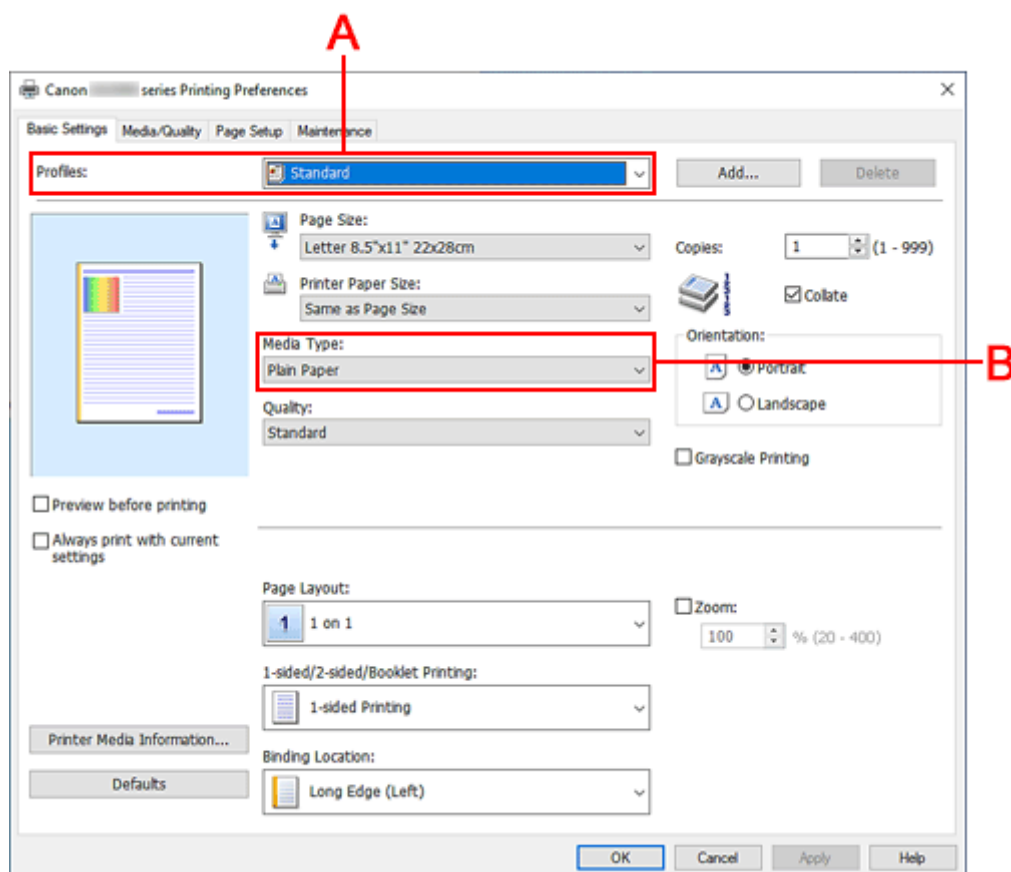 A
Canon series Printing Preferences
Basic Settings Media/Quality Page Setup Maintenance
Profiles: Standard Add... Delete
Page Size:
Letter 8.5"x11" 22x28cm
Copies: 1 (1 - 999)
Printer Paper Size:
Same as Page Size
Collate
Media Type:
Plain Paper
Orientation:
A Portrait
B
A Landscape
Quality:
Standard
Grayscale Printing
Preview before printing
Always print with current
settings
Page Layout:
1 1 on 1
Zoom:
100 % (20 - 400)
1-sided/2-sided/Booklet Printing:
1-sided Printing
Printer Media Information...
Binding Location:
Defaults
Long Edge (Left)
OK Cancel Apply Help